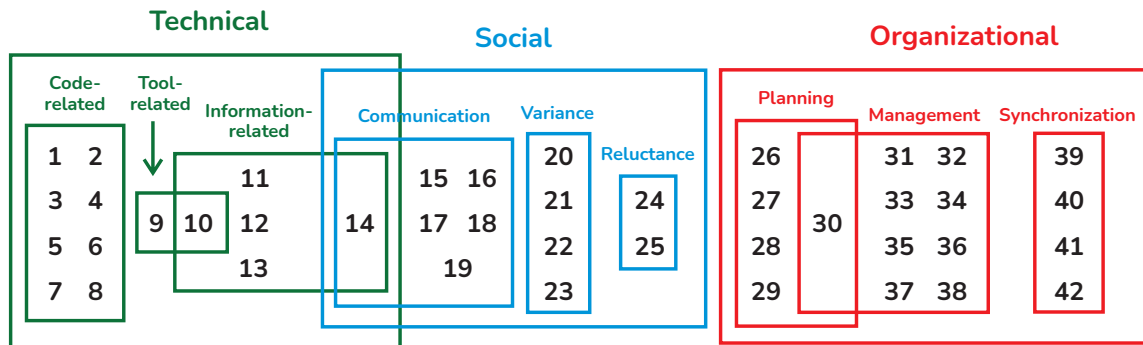 Technical
Social
Organizational
Code-
related
Tool-
related
Information-
related
Communication
Variance
Reluctance
Planning
Management
Synchronization
1 2
3 4
5 6
7 8
9
10
11
12
13
14
15 16
17 18
19
20
21
22
23
24
25
26
27
28
29
30
31 32
33 34
35 36
37 38
39
40
41
42